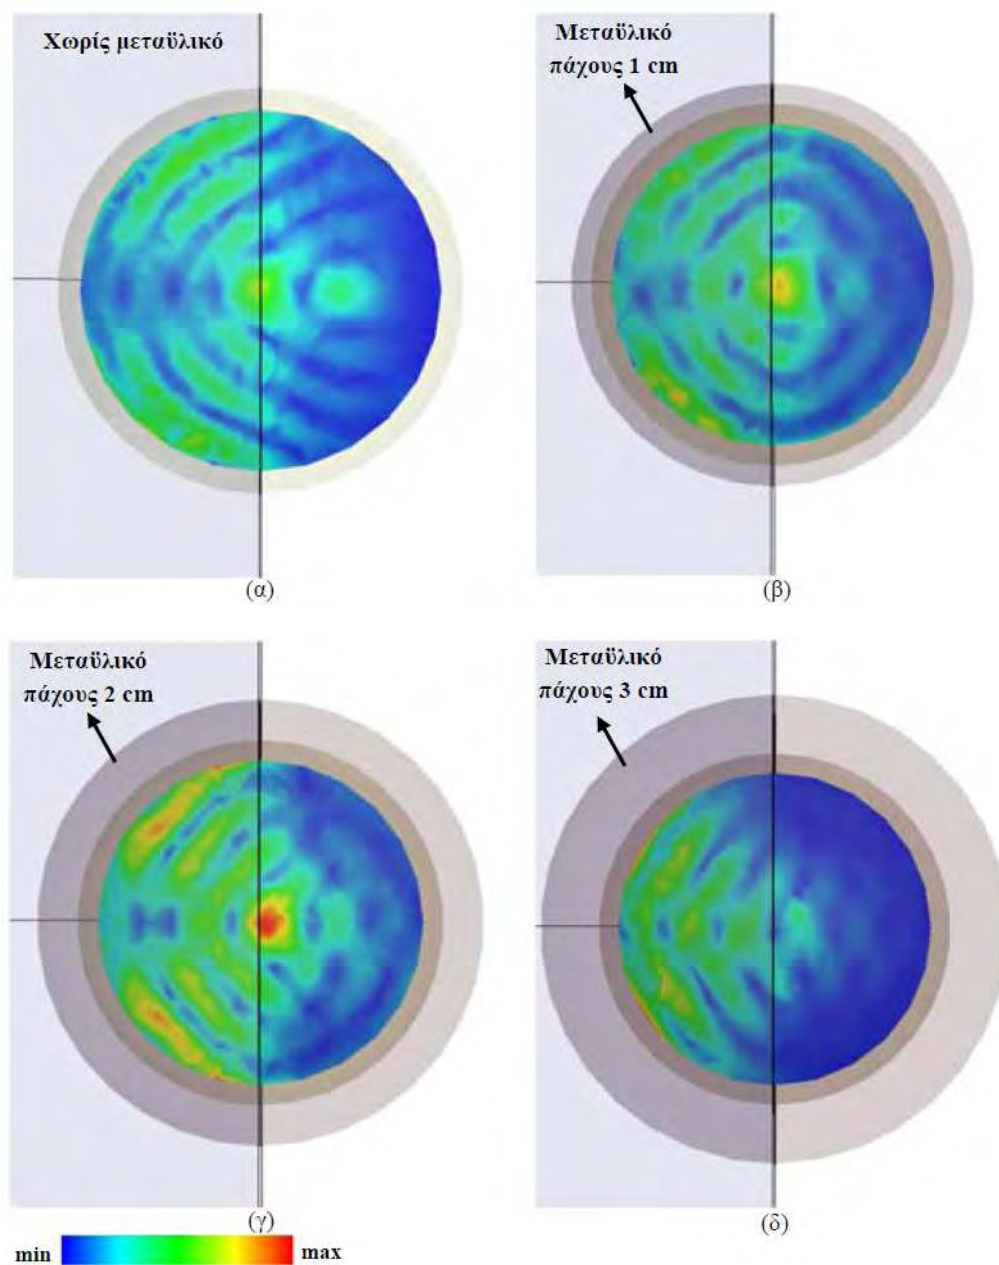 Χωρίς μεταϋλικό
Μεταϋλικό
πάχους 1 cm
(α)
(β)
Μεταϋλικό
πάχους 2 cm
Μεταϋλικό
πάχους 3 cm
(γ)
(δ)
min
max